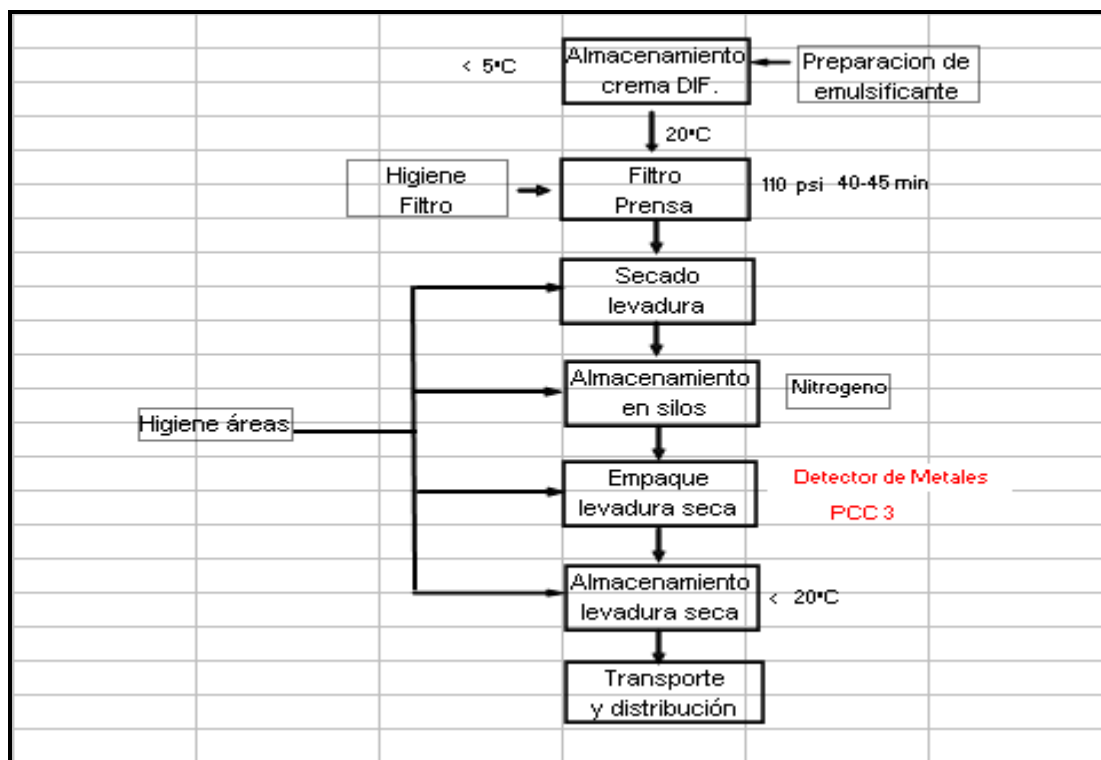 < 5°C
Almacenamiento
crema DIF.
Preparacion de
emulsificante
20°C
Higiene
Filtro
Filtro
Prensa
110 psi 40-45 min
Secado
levadura
Almacenamiento
en silos
Nitrogeno
Higiene áreas
Empaque
levadura seca
Detector de Metales
PCC 3
Almacenamiento
levadura seca
< 20°C
Transporte
y distribución